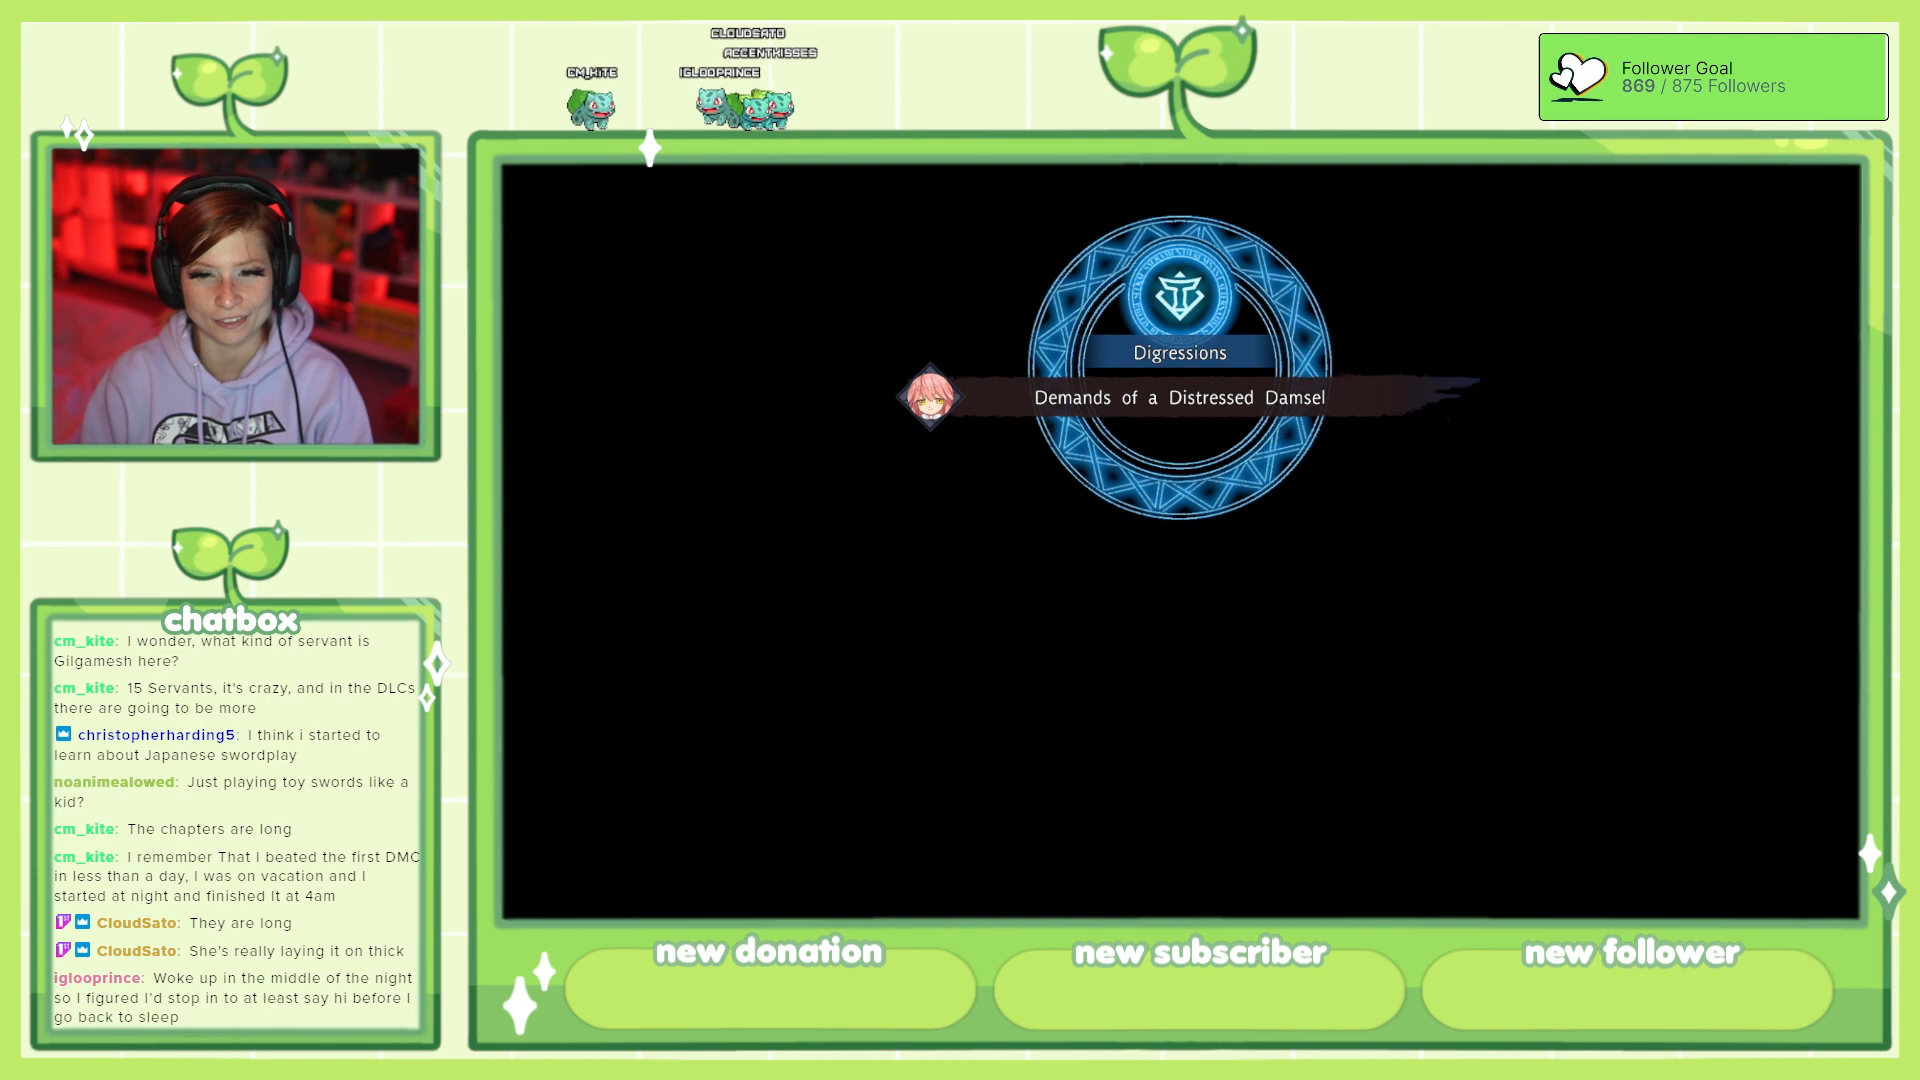 CLOUDSATO
ACCENTKISSES
CM_KITE
IGLOOPRINCE
Follower Goal
869 / 875 Followers
Digressions
Demands of a Distressed Damsel
chatbox
cm_kite: I wonder, what kind of servant is
Gilgamesh here?
cm_kite: 15 Servants, it's crazy, and in the DLCs
there are going to be more
christopherharding5: I think i started to
learn about Japanese swordplay
noanimealowed: Just playing toy swords like a
kid?
cm_kite: The chapters are long
cm_kite: I remember That I beated the first DMC
in less than a day, I was on vacation and I
started at night and finished It at 4am
CloudSato: They are long
CloudSato: She's really laying it on thick
iglooprince: Woke up in the middle of the night
so I figured I'd stop in to at least say hi before I
go back to sleep
new donation
new subscriber
new follower